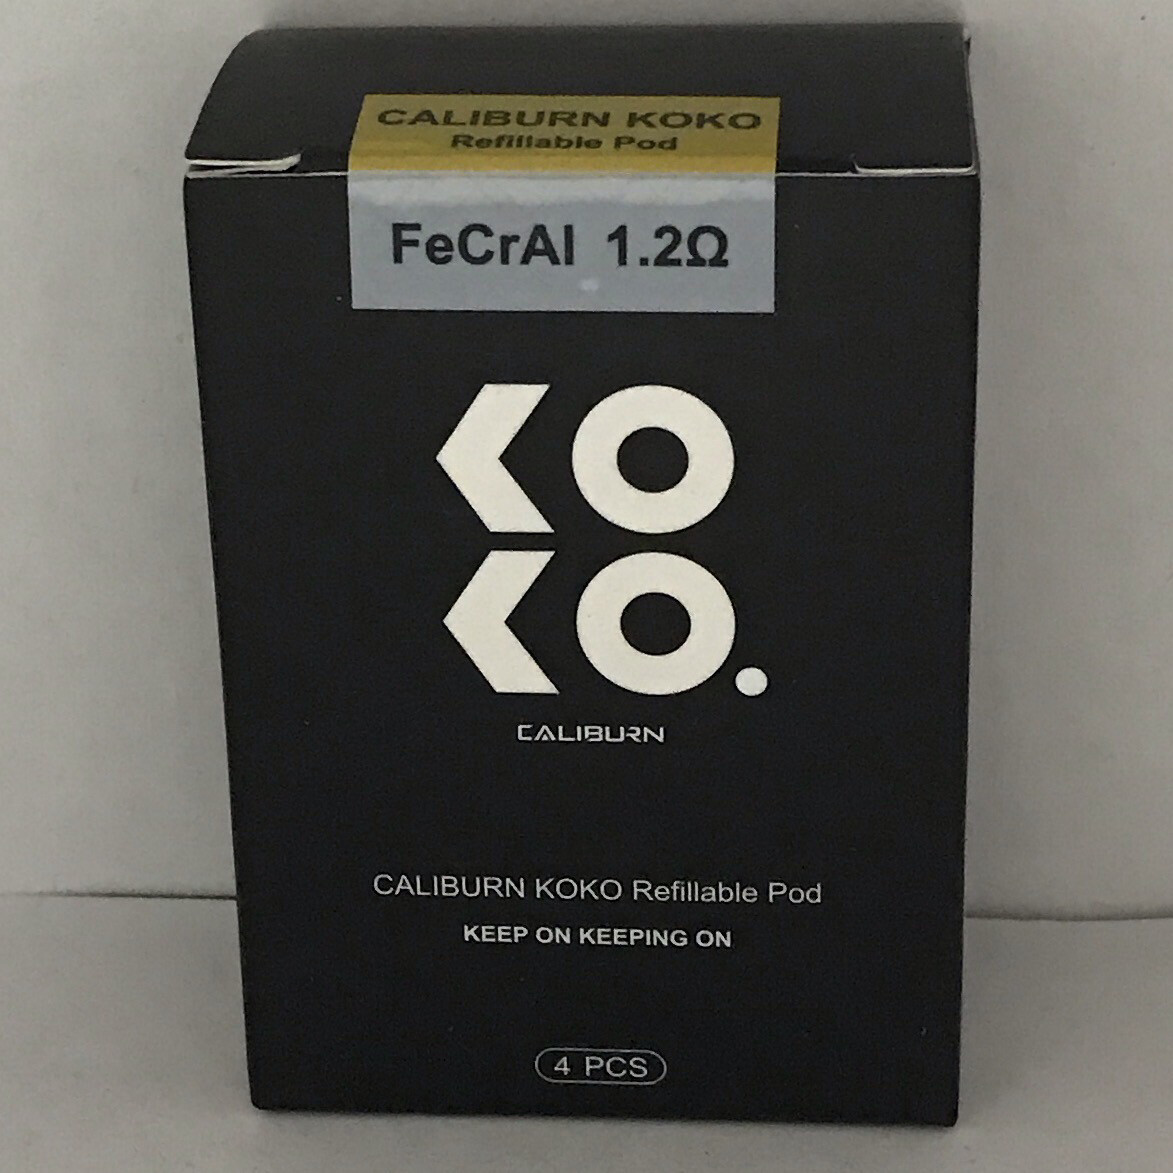 CALIBURN KOKO
Refillable Pod
FeCrAl 1.2Ω
KO
KO.
CALIBURN
CALIBURN KOKO Refillable Pod
KEEP ON KEEPING ON
4 PCS